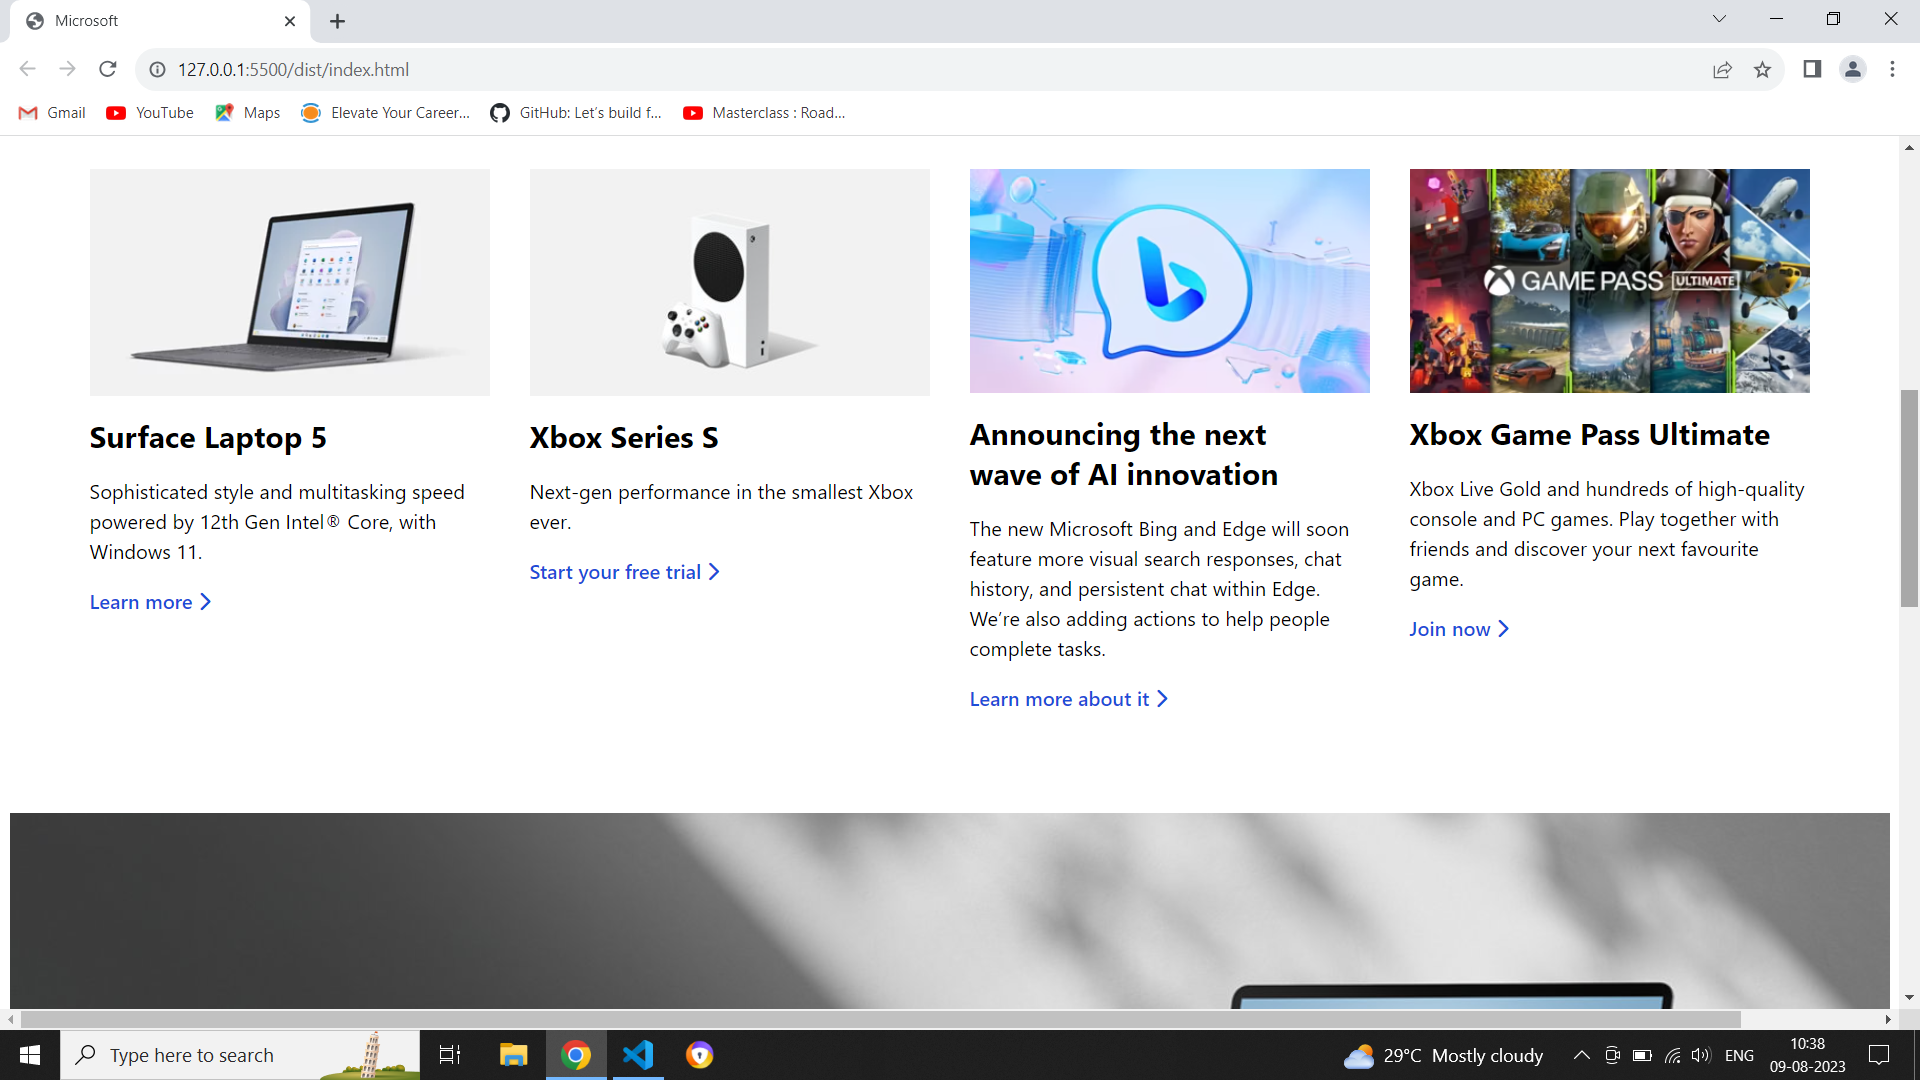 Microsoft
127.0.0.1:5500/dist/index.html
Gmail YouTube Maps Elevate Your Career... GitHub: Let’s build f... Masterclass : Road...
GAME PASS ULTIMATE
Surface Laptop 5
Sophisticated style and multitasking speed
powered by 12th Gen Intel® Core, with
Windows 11.
Learn more
Xbox Series S
Next-gen performance in the smallest Xbox
ever.
Start your free trial
Announcing the next
wave of AI innovation
The new Microsoft Bing and Edge will soon
feature more visual search responses, chat
history, and persistent chat within Edge.
We’re also adding actions to help people
complete tasks.
Learn more about it
Xbox Game Pass Ultimate
Xbox Live Gold and hundreds of high-quality
console and PC games. Play together with
friends and discover your next favourite
game.
Join now
Type here to search
29°C Mostly cloudy
ENG
10:38
09-08-2023